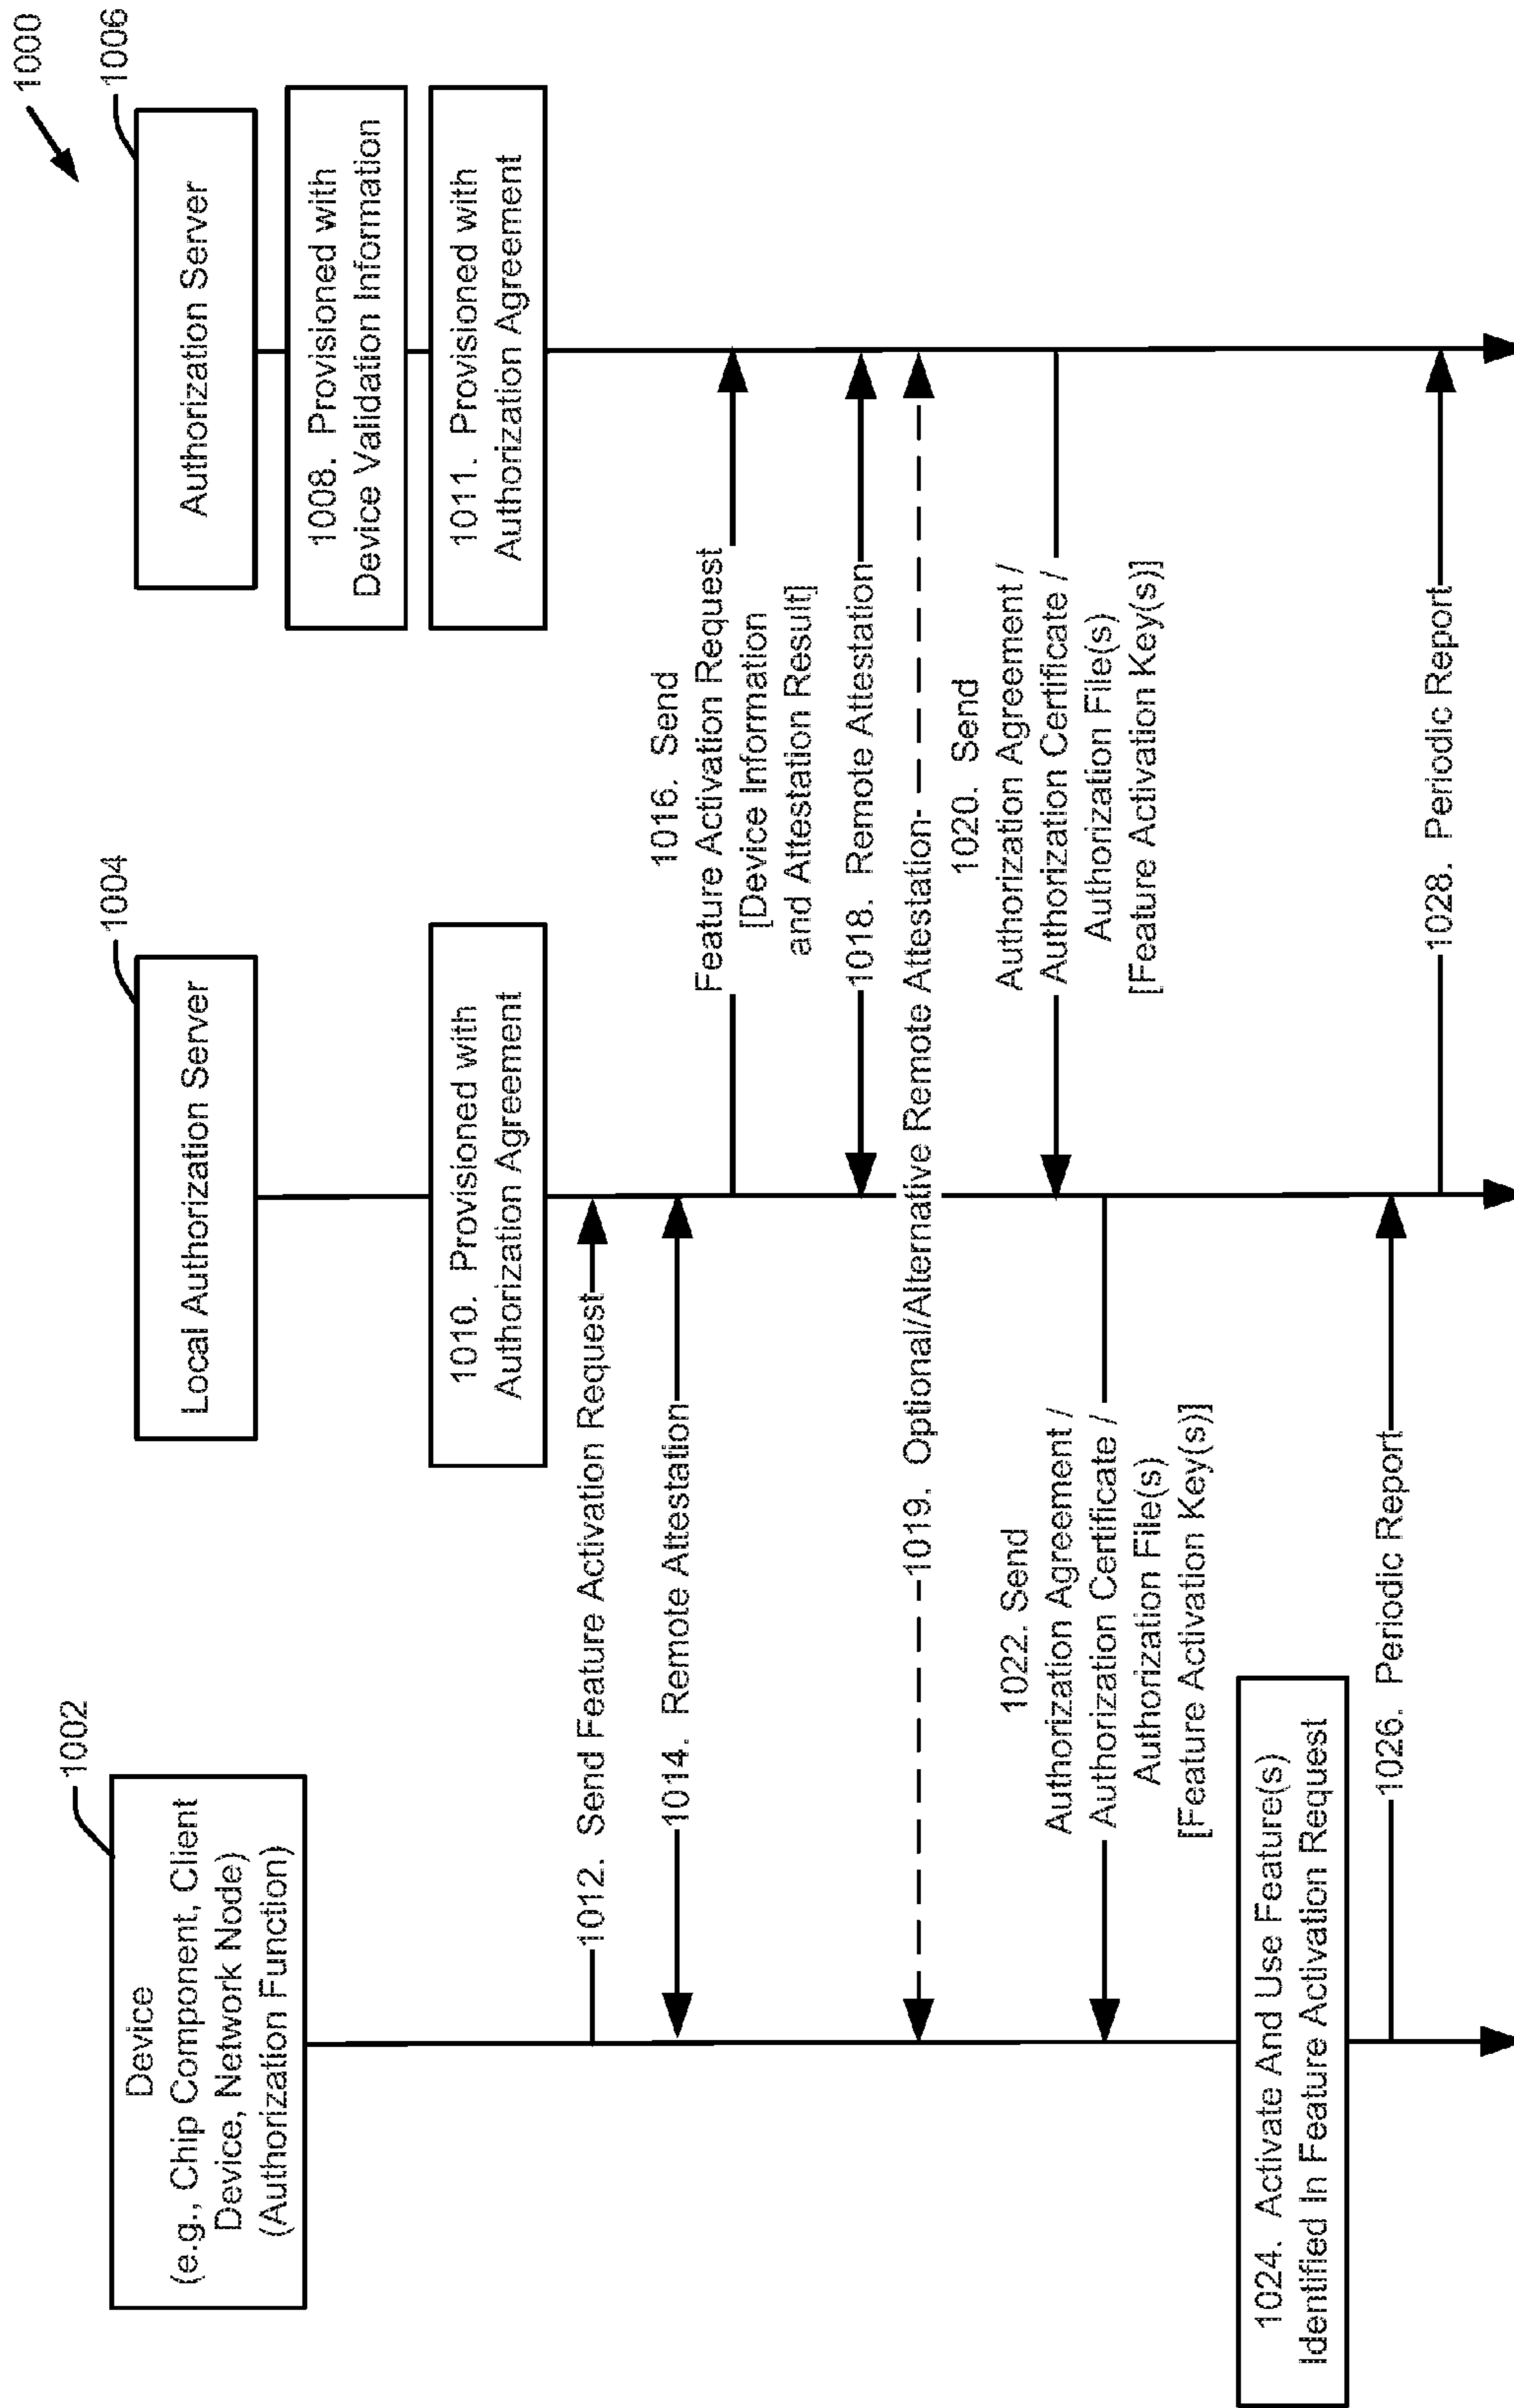 1000
1002
Device
(e.g., Chip Component, Client
Device, Network Node)
(Authorization Function)
1004
Local Authorization Server
1006
Authorization Server
1008. Provisioned with
Device Validation Information
1010. Provisioned with
Authorization Agreement
1011. Provisioned with
Authorization Agreement
1012. Send Feature Activation Request
1014. Remote Attestation
1016. Send
Feature Activation Request
[Device Information
and Attestation Result]
1018. Remote Attestation
1019. Optional/Alternative Remote Attestation
1020. Send
Authorization Agreement /
Authorization Certificate /
Authorization File(s)
[Feature Activation Key(s)]
1022. Send
Authorization Agreement /
Authorization Certificate /
Authorization File(s)
[Feature Activation Key(s)]
1024. Activate And Use Feature(s)
Identified In Feature Activation Request
1026. Periodic Report
1028. Periodic Report